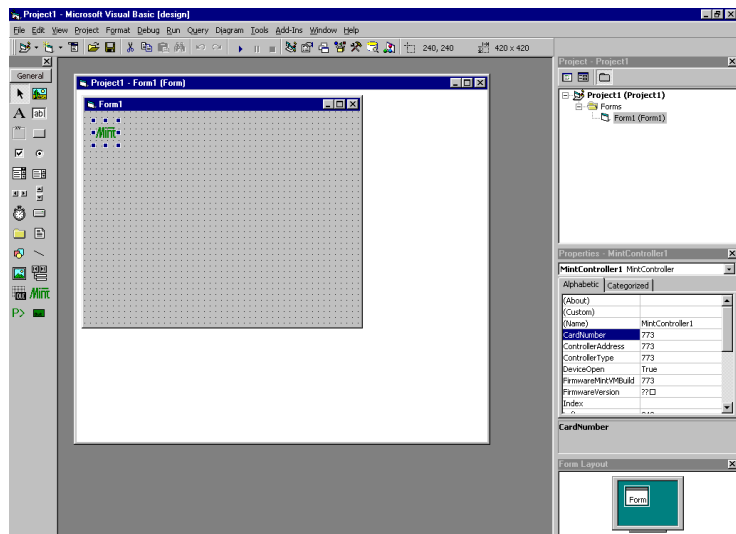 Project1 - Microsoft Visual Basic [design]
File Edit View Project Format Debug Run Query Diagram Tools Add-Ins Window Help
240, 240
420 x 420
General
A
ab
Mint
P>
Project1 - Form1 (Form)
Form1
Mint
Project - Project1
Project1 (Project1)
Forms
Form1 (Form1)
Properties - MintController1
MintController1 MintController
Alphabetic Categorized
(About)
(Custom)
(Name) MintController1
CardNumber 773
ControllerAddress 773
ControllerType 773
DeviceOpen True
FirmwareMintVMBuild 773
FirmwareVersion ??□
Index
CardNumber
Form Layout
Form